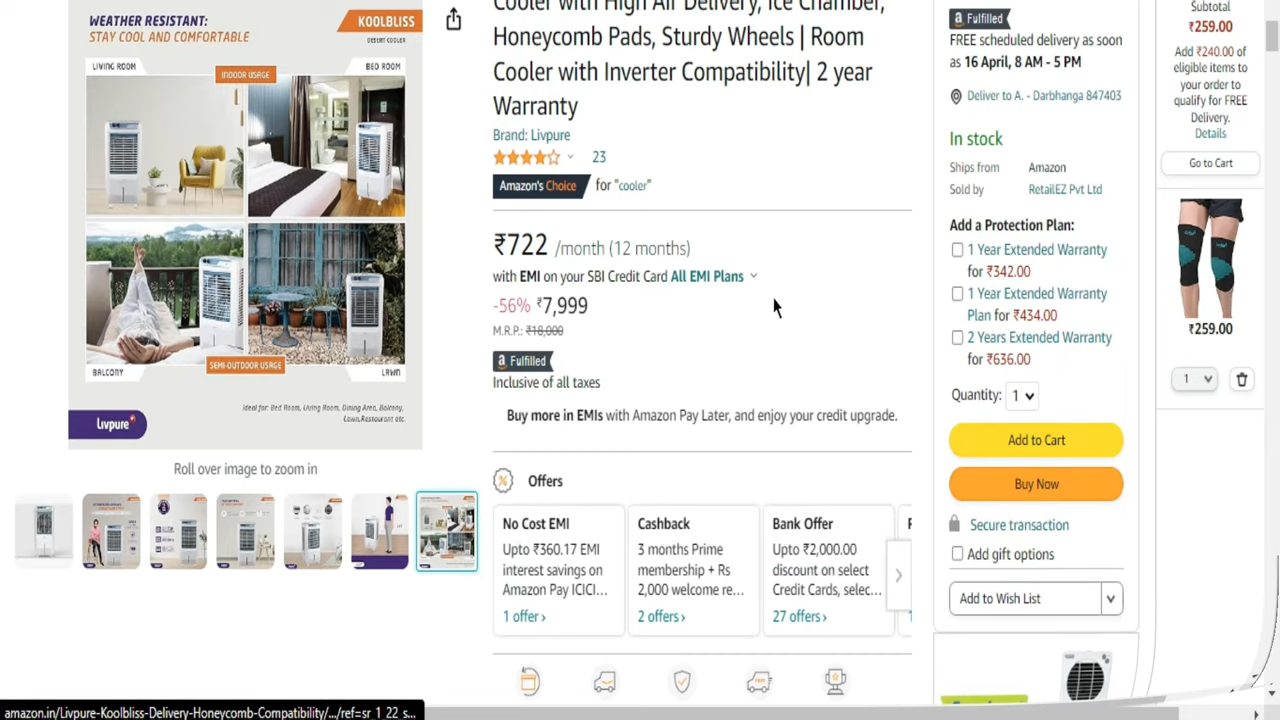 WEATHER RESISTANT:
STAY COOL AND COMFORTABLE
KOOLBLISS
DESERT COOLER
LIVING ROOM
INDOOR USAGE
BED ROOM
BALCONY
SEMI-OUTDOOR USAGE
LAWN
Ideal for: Bed Room, Living Room, Dining Area, Balcony,
Lawn,Restaurant etc.
Livpure
Roll over image to zoom in
Cooler with High Air Delivery, Ice Chamber,
Honeycomb Pads, Sturdy Wheels | Room
Cooler with Inverter Compatibility| 2 year
Warranty
Brand: Livpure
23
Amazon's Choice for "cooler"
₹722 /month (12 months)
with EMI on your SBI Credit Card All EMI Plans
-56% ₹7,999
M.R.P.: ₹18,000
a Fulfilled
Inclusive of all taxes
Buy more in EMIs with Amazon Pay Later, and enjoy your credit upgrade.
Offers
No Cost EMI
Upto ₹360.17 EMI
interest savings on
Amazon Pay ICICI...
1 offer ›
Cashback
3 months Prime
membership + Rs
2,000 welcome re...
2 offers ›
Bank Offer
Upto ₹2,000.00
discount on select
Credit Cards, selec...
27 offers ›
a Fulfilled
FREE scheduled delivery as soon
as 16 April, 8 AM - 5 PM
Deliver to A. - Darbhanga 847403
In stock
Ships from Amazon
Sold by RetailEZ Pvt Ltd
Add a Protection Plan:
1 Year Extended Warranty
for ₹342.00
1 Year Extended Warranty
Plan for ₹434.00
2 Years Extended Warranty
for ₹636.00
Quantity: 1
Add to Cart
Buy Now
Secure transaction
Add gift options
Add to Wish List
Subtotal
₹259.00
Add ₹240.00 of
eligible items to
your order to
qualify for FREE
Delivery.
Details
Go to Cart
₹259.00
1
amazon.in/Livpure-Koolbliss-Delivery-Honeycomb-Compatibility/.../ref=sr_1_22_s...